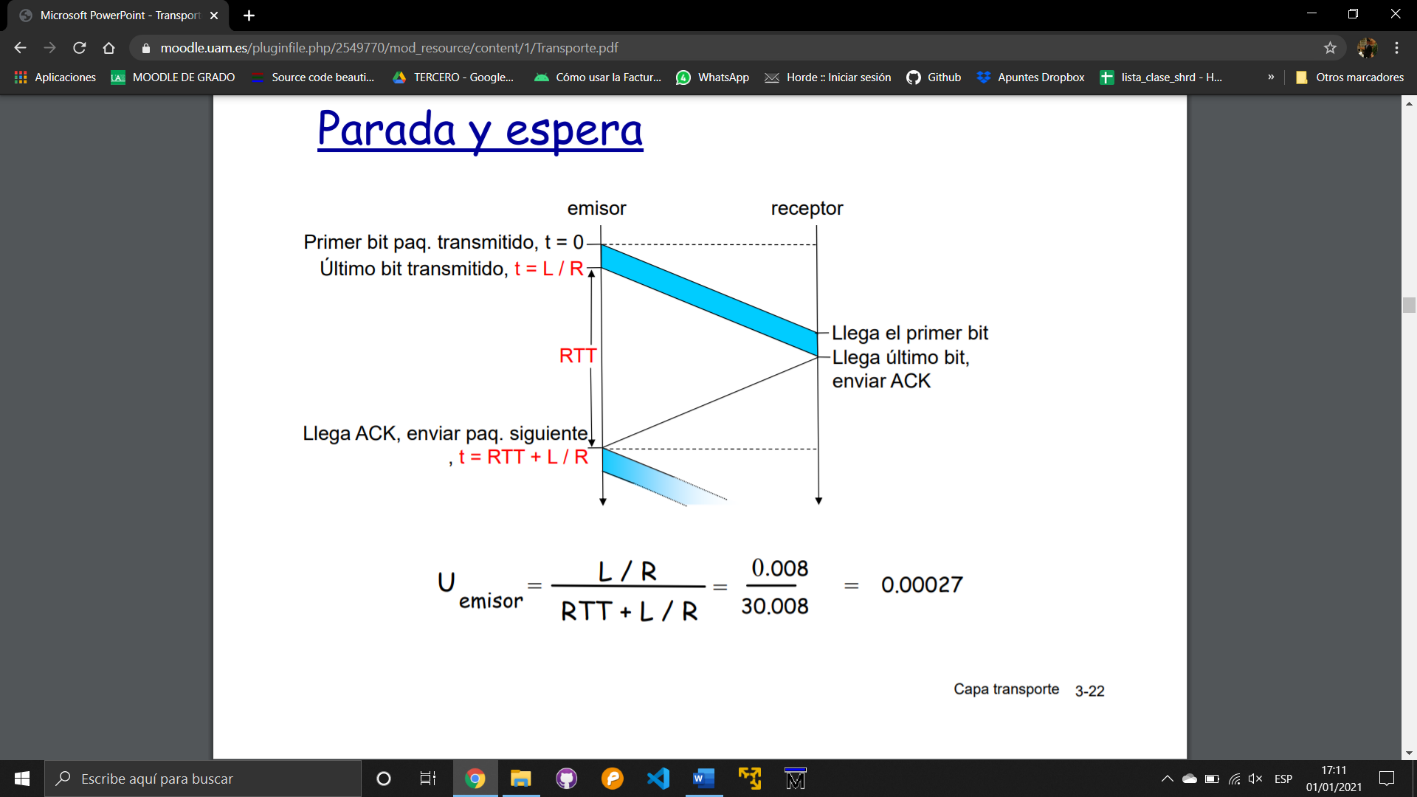 Microsoft PowerPoint - Transport
moodle.uam.es/pluginfile.php/2549770/mod_resource/content/1/Transporte.pdf
Aplicaciones
MOODLE DE GRADO
Source code beauti...
TERCERO - Google...
Cómo usar la Factur...
WhatsApp
Horde :: Iniciar sesión
Github
Apuntes Dropbox
lista_clase_shrd - H...
»
Otros marcadores
Parada y espera
emisor
receptor
Primer bit paq. transmitido, t = 0
Último bit transmitido, t = L / R
Llega el primer bit
RTT
Llega último bit,
enviar ACK
Llega ACK, enviar paq. siguiente
, t = RTT + L / R
U emisor = L / R / RTT + L / R = 0.008 / 30.008 = 0.00027
Capa transporte 3-22
Escribe aquí para buscar
ESP
17:11
01/01/2021